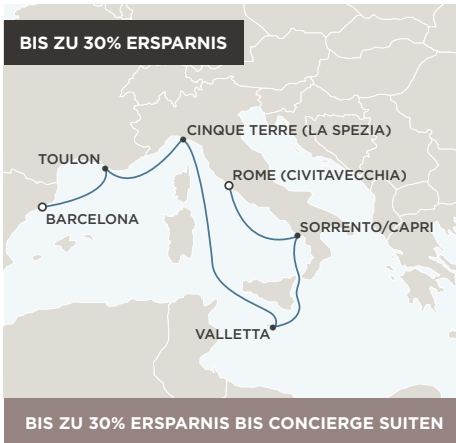 BIS ZU 30% ERSPARNIS
CINQUE TERRE (LA SPEZIA)
TOULON
ROME (CIVITAVECCHIA)
BARCELONA
SORRENTO/CAPRI
VALLETTA
BIS ZU 30% ERSPARNIS BIS CONCIERGE SUITEN